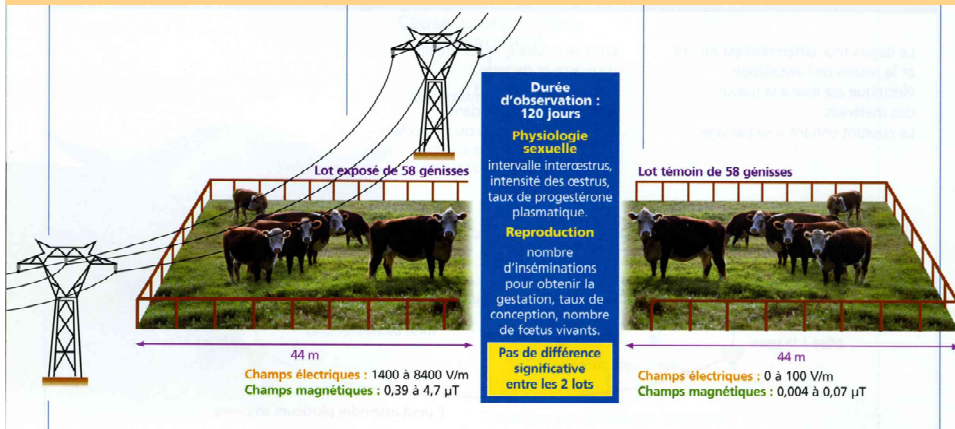 Durée
d'observation :
120 jours
Physiologie
sexuelle
intervalle interœstrus,
intensité des œstrus,
taux de progestérone
plasmatique.
Reproduction
nombre
d'inséminations
pour obtenir la
gestation, taux de
conception, nombre
de fœtus vivants.
Pas de différence
significative
entre les 2 lots
Lot exposé de 58 génisses
44 m
Champs électriques : 1400 à 8400 V/m
Champs magnétiques : 0,39 à 4,7 µT
Lot témoin de 58 génisses
44 m
Champs électriques : 0 à 100 V/m
Champs magnétiques : 0,004 à 0,07 µT